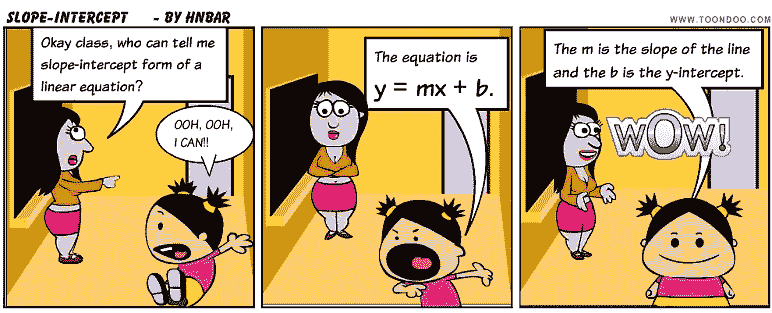 SLOPE-INTERCEPT - BY HNBAR
WWW.TOONDOO.COM
Okay class, who can tell me
slope-intercept form of a
linear equation?
OOH, OOH,
I CAN!!
The equation is
y = mx + b.
The m is the slope of the line
and the b is the y-intercept.
WOW!